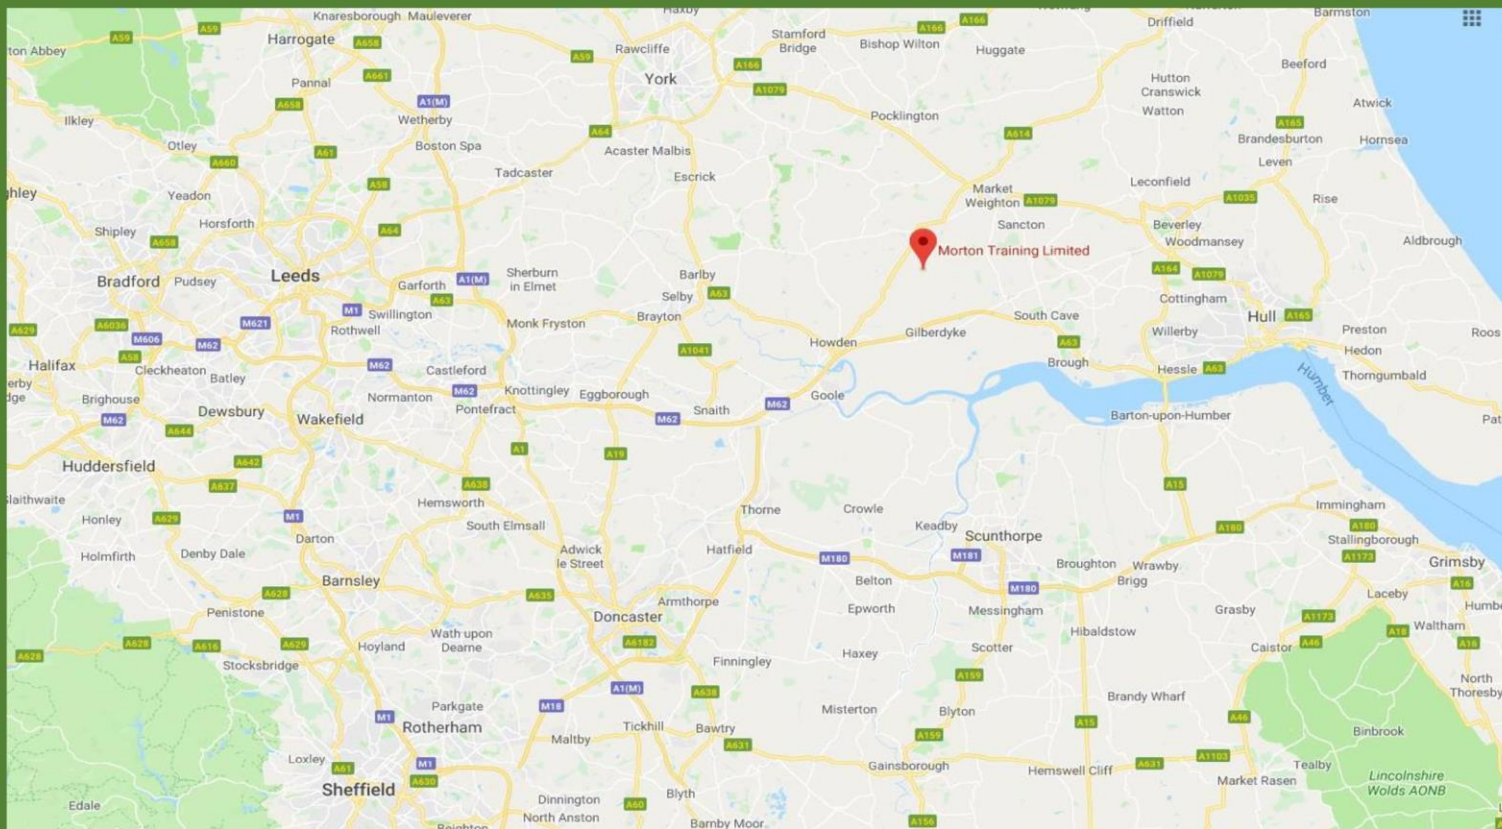 Knaresborough
Mauleverer
Haxby
A166
Driffield
Barmston
A59
A59
Harrogate
A658
Stamford
Bridge
A166
Bishop Wilton
Huggate
Rawcliffe
A59
York
A166
Beeford
Pannal
A661
A1079
Hutton
Cranswick
A658
A1(M)
Wetherby
Pocklington
Watton
Atwick
Ilkley
A64
A614
A165
Brandesburton
Hornsea
Otley
A61
Boston Spa
Acaster Malbis
Leven
A660
Tadcaster
Escrick
A58
Market
Weighton
A1079
Leconfield
A1035
Rise
Yeadon
Horsforth
A64
Sancton
Beverley
Shipley
A658
Woodmansey
Aldbrough
Morton Training Limited
Bradford
Pudsey
Leeds
Garforth
A1(M)
Sherburn
in Elmet
Barlby
Selby
A63
A164
A1079
Cottingham
A63
M1
Swillington
Rothwell
Monk Fryston
Brayton
South Cave
Hull
A165
A629
A6036
M606
M621
M62
Gilberdyke
Willerby
Preston
Roos
Howden
A63
Hedon
Halifax
A58
Cleckheaton
Batley
M62
Castleford
A1041
Brough
Hessle
A63
Thorngumbald
Humber
Brighouse
Normanton
M62
Knottingley
Eggborough
Goole
Dewsbury
Wakefield
Pontefract
M62
Snaith
M62
Barton-upon-Humber
M62
A644
A1
A19
Huddersfield
A642
A637
A638
A15
Slaithwaite
Hemsworth
Immingham
Honley
A629
M1
South Elmsall
Thorne
Crowle
Keadby
Scunthorpe
A180
A180
Stallingborough
Holmfirth
Denby Dale
Darton
Adwick
le Street
Hatfield
M180
M181
Broughton
Wrawby
A1173
Grimsby
Barnsley
Belton
M180
Brigg
A16
A628
A635
Armthorpe
Laceby
Penistone
Doncaster
Epworth
Messingham
Grasby
A1173
A18
Waltham
A628
A628
A616
A629
Hoyland
Wath upon
Dearne
A6182
Hibaldstow
A46
A16
Stocksbridge
Finningley
Haxey
Scotter
Caistor
A1(M)
A638
A159
North
Thoresby
Parkgate
M18
Brandy Wharf
M1
Rotherham
Tickhill
Bawtry
Misterton
Blyton
A15
A46
Binbrook
Maltby
A631
A159
Loxley
A61
M1
A630
Gainsborough
Hemswell Cliff
A631
A1103
Tealby
Market Rasen
Sheffield
Lincolnshire
Wolds AONB
Edale
Dinnington
North Anston
A60
Blyth
Barnby Moor
A156